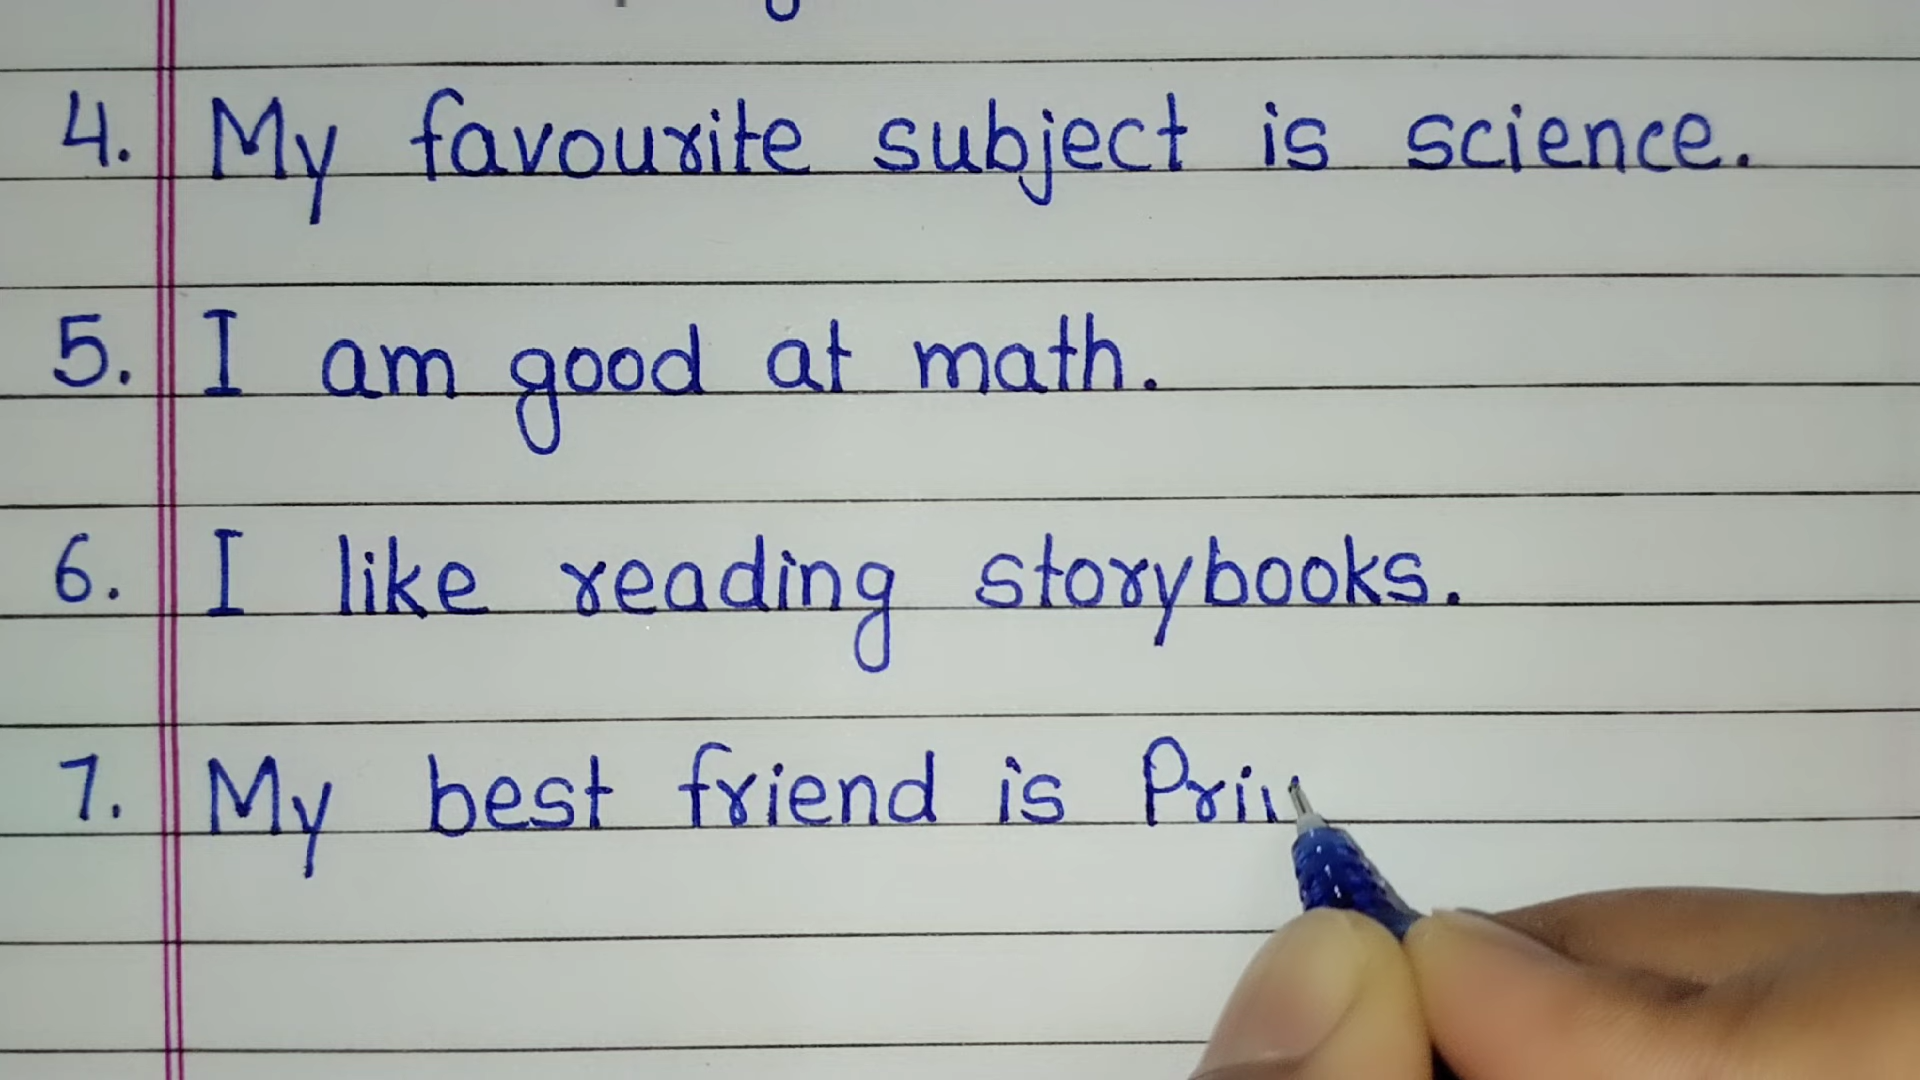 4. My favourite subject is science.
5. I am good at math.
6. I like reading storybooks.
7. My best friend is